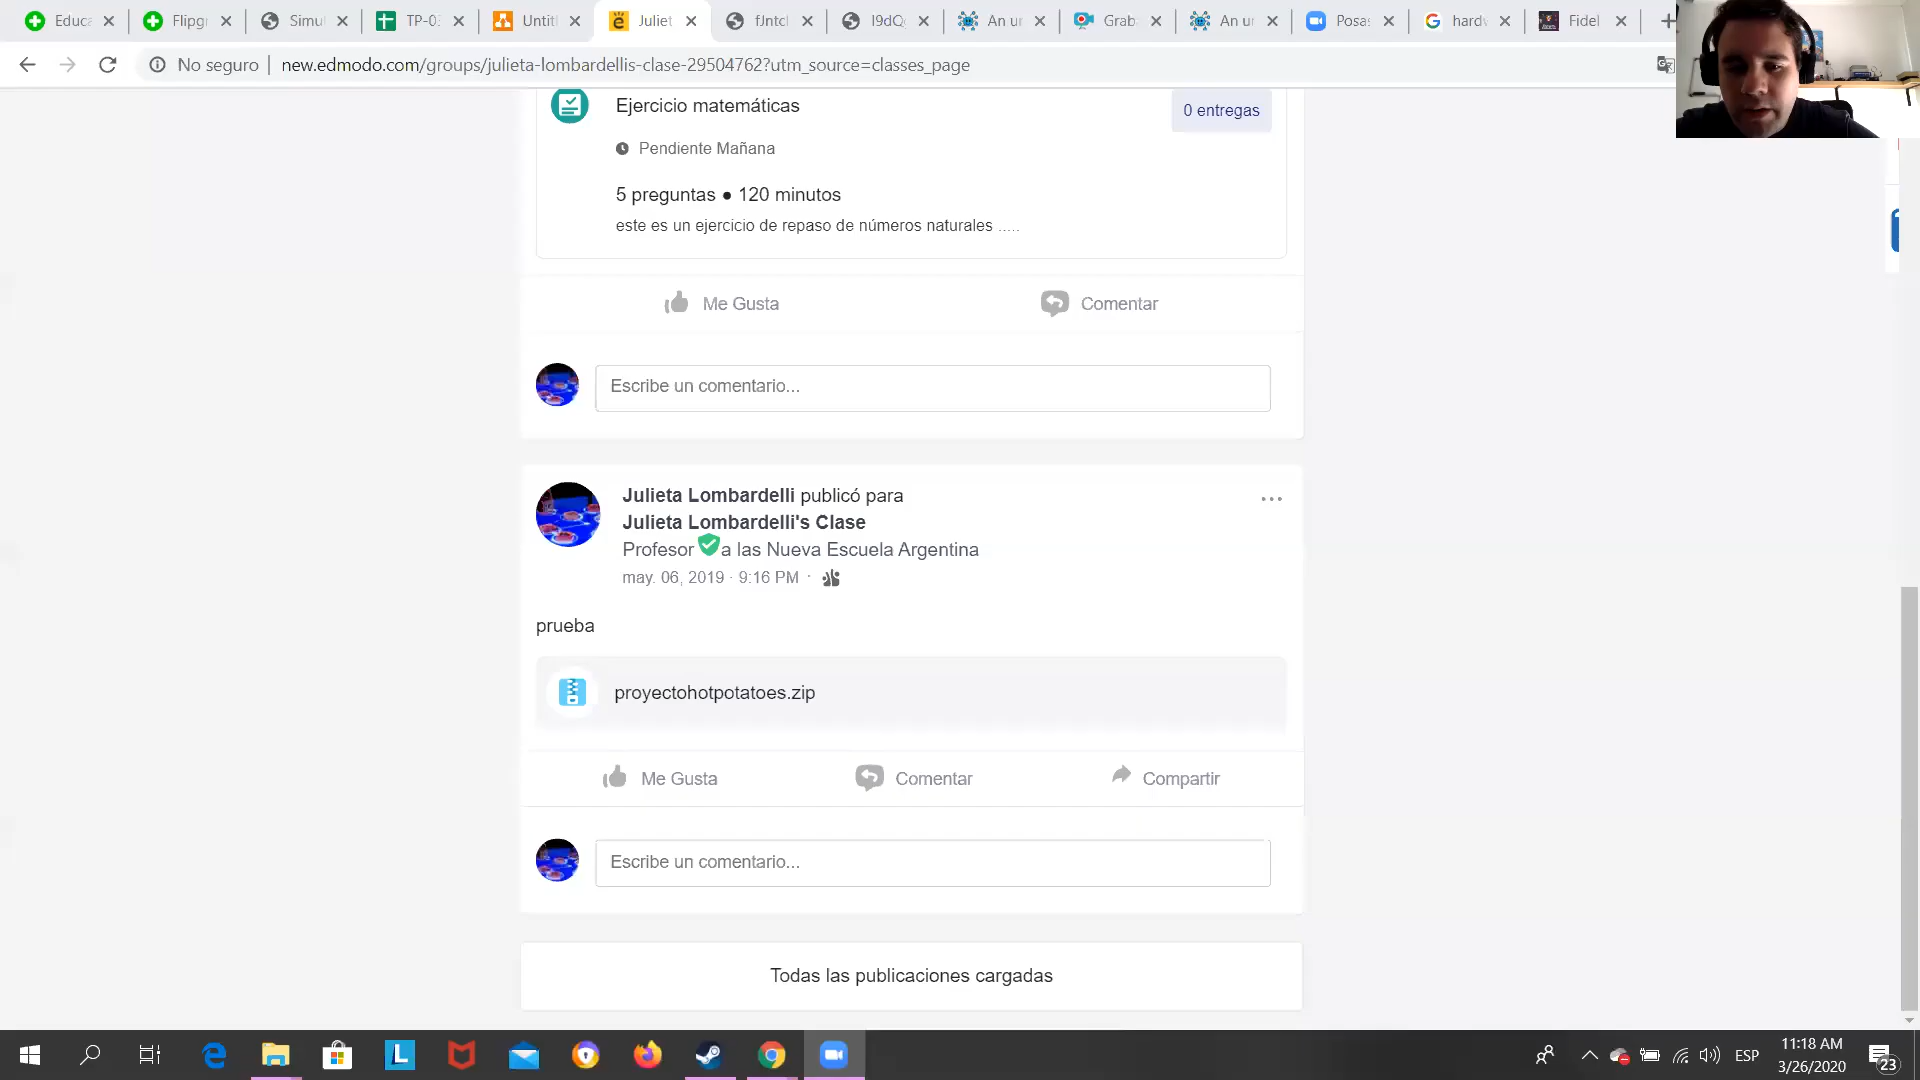 Educa
Flipgr
Simul
TP-03
Untitl
Juliet
fJntcl
I9dQ
An ur
Grab
An ur
Posas
hardw
Fidel
No seguro
new.edmodo.com/groups/julieta-lombardellis-clase-29504762?utm_source=classes_page
Ejercicio matemáticas
0 entregas
Pendiente Mañana
5 preguntas ● 120 minutos
este es un ejercicio de repaso de números naturales .....
Me Gusta
Comentar
Escribe un comentario...
Julieta Lombardelli publicó para
Julieta Lombardelli's Clase
Profesor a las Nueva Escuela Argentina
may. 06, 2019 · 9:16 PM ·
prueba
proyectohotpotatoes.zip
Me Gusta
Comentar
Compartir
Escribe un comentario...
Todas las publicaciones cargadas
ESP
11:18 AM
3/26/2020
23